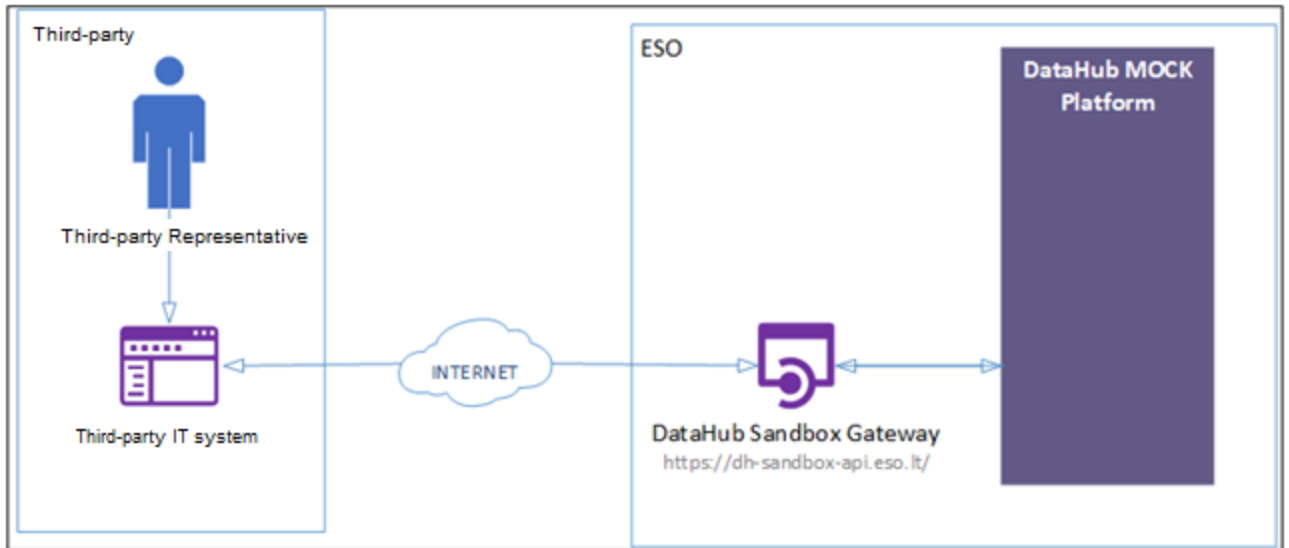 Third-party
Third-party Representative
Third-party IT system
INTERNET
ESO
DataHub MOCK
Platform
DataHub Sandbox Gateway
https://dh-sandbox-api.eso.lt/